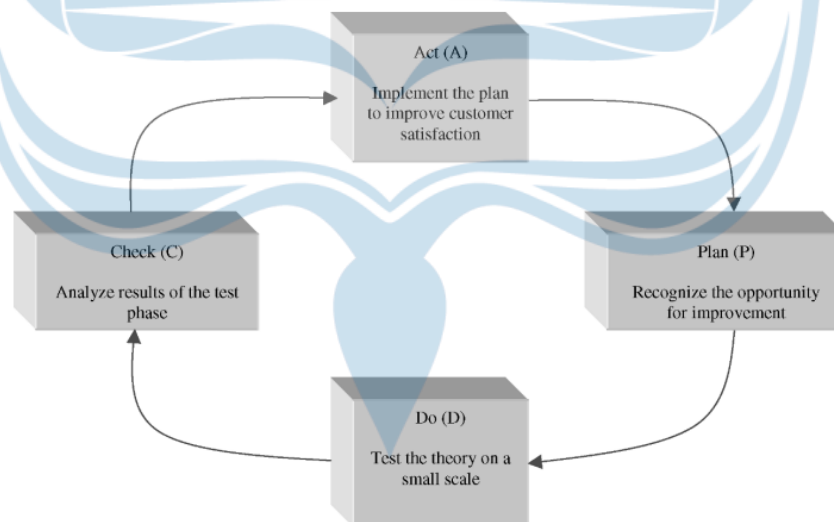 Act (A)
Implement the plan
to improve customer
satisfaction
Check (C)
Analyze results of the test
phase
Plan (P)
Recognize the opportunity
for improvement
Do (D)
Test the theory on a
small scale